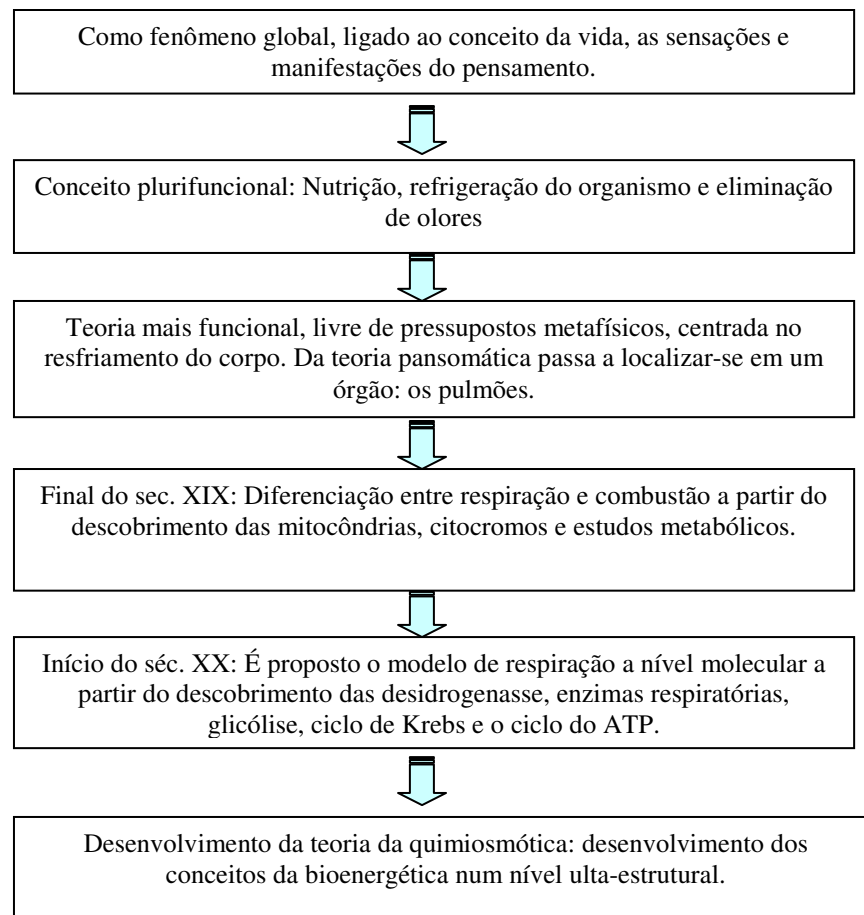 Como fenômeno global, ligado ao conceito da vida, as sensações e
manifestações do pensamento.
Conceito plurifuncional: Nutrição, refrigeração do organismo e eliminação
de olores
Teoria mais funcional, livre de pressupostos metafísicos, centrada no
resfriamento do corpo. Da teoria pansomática passa a localizar-se em um
órgão: os pulmões.
Final do sec. XIX: Diferenciação entre respiração e combustão a partir do
descobrimento das mitocôndrias, citocromos e estudos metabólicos.
Início do séc. XX: É proposto o modelo de respiração a nível molecular a
partir do descobrimento das desidrogenasse, enzimas respiratórias,
glicólise, ciclo de Krebs e o ciclo do ATP.
Desenvolvimento da teoria da quimiosmótica: desenvolvimento dos
conceitos da bioenergética num nível ulta-estrutural.